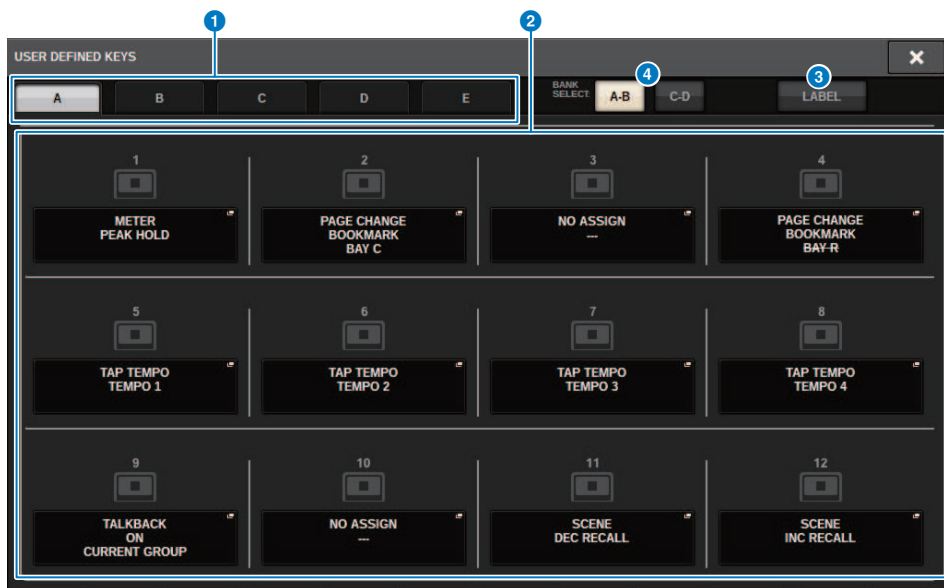 1
2
USER DEFINED KEYS
×
A
B
C
D
E
BANK
SELECT
4
A-B
C-D
3
LABEL
1
2
3
4
METER
PEAK HOLD
PAGE CHANGE
BOOKMARK
BAY C
NO ASSIGN
---
PAGE CHANGE
BOOKMARK
BAY R
5
6
7
8
TAP TEMPO
TEMPO 1
TAP TEMPO
TEMPO 2
TAP TEMPO
TEMPO 3
TAP TEMPO
TEMPO 4
9
10
11
12
TALKBACK
ON
CURRENT GROUP
NO ASSIGN
---
SCENE
DEC RECALL
SCENE
INC RECALL